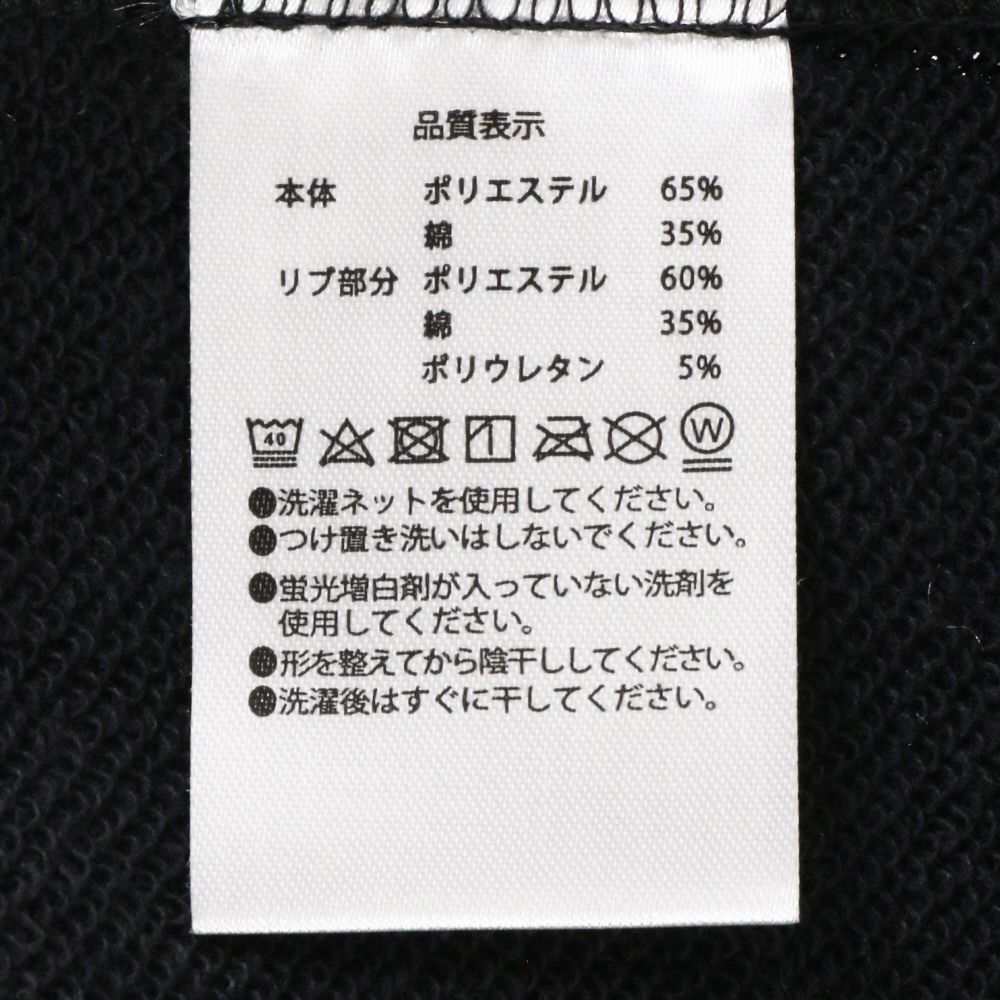 品質表示
本体 ポリエステル 65%
綿 35%
リブ部分 ポリエステル 60%
綿 35%
ポリウレタン 5%
40 W
●洗濯ネットを使用してください。
●つけ置き洗いはしないでください。
●蛍光増白剤が入っていない洗剤を
使用してください。
●形を整えてから陰干ししてください。
●洗濯後はすぐに干してください。